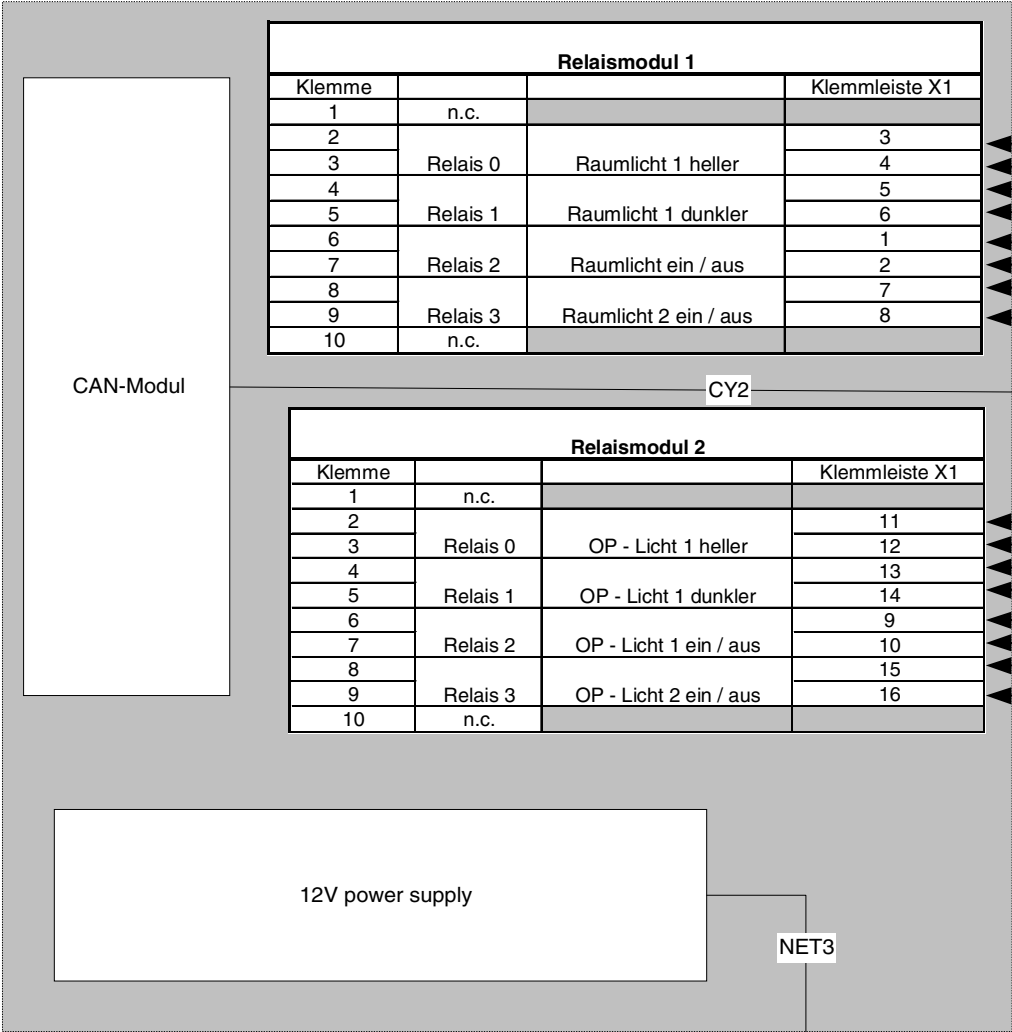 Relaismodul 1
Klemme Klemmleiste X1
1 n.c.
2 3
3 Relais 0 Raumlicht 1 heller 4
4 5
5 Relais 1 Raumlicht 1 dunkler 6
6 1
7 Relais 2 Raumlicht ein / aus 2
8 7
9 Relais 3 Raumlicht 2 ein / aus 8
10 n.c.
CAN-Modul
CY2
Relaismodul 2
Klemme Klemmleiste X1
1 n.c.
2 11
3 Relais 0 OP - Licht 1 heller 12
4 13
5 Relais 1 OP - Licht 1 dunkler 14
6 9
7 Relais 2 OP - Licht 1 ein / aus 10
8 15
9 Relais 3 OP - Licht 2 ein / aus 16
10 n.c.
12V power supply
NET3